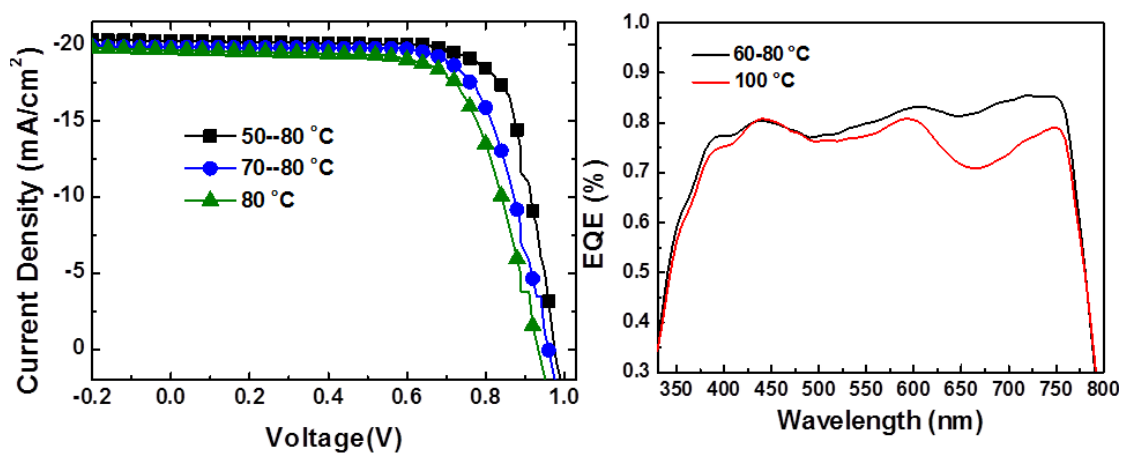 Current Density (mA/cm²)
-20
-15
-10
-5
0
50--80 °C
70--80 °C
80 °C
-0.2 0.0 0.2 0.4 0.6 0.8 1.0
Voltage(V)
EQE (%)
1.0
0.9
0.8
0.7
0.6
0.5
0.4
0.3
60-80 °C
100 °C
350 400 450 500 550 600 650 700 750 800
Wavelength (nm)